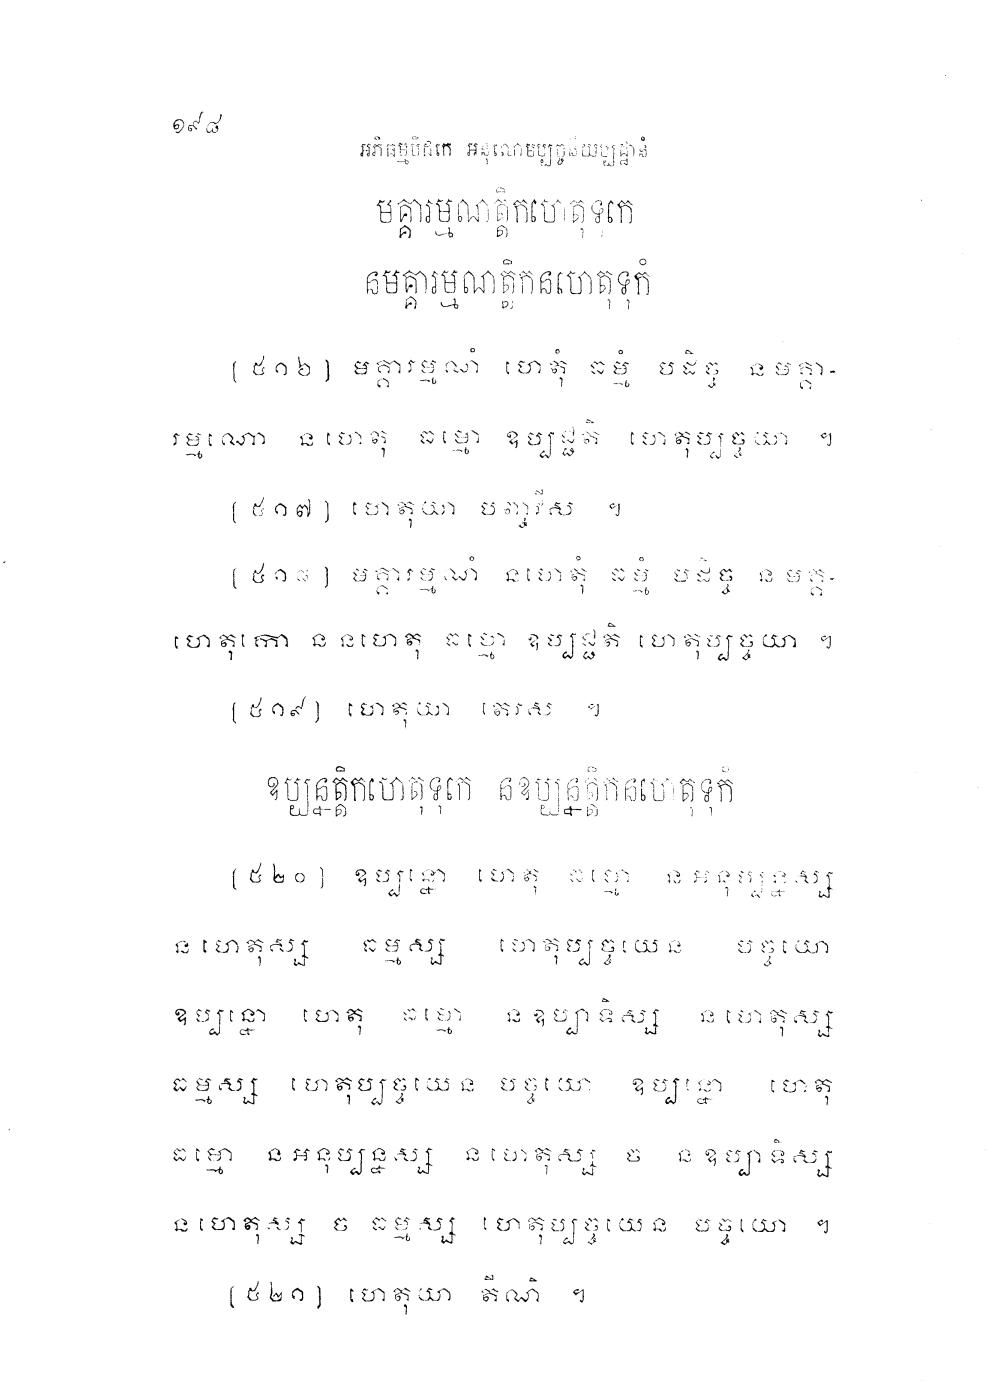 ១៩៨
អភិធម្មបិដកេ អនុលោមប្បច្ចនីយប្បដ្ឋានំ
មគ្គារម្មណត្តិកហេតុទុកេ
នមគ្គារម្មណត្តិកនហេតុទុកំ
[៥១៦] មគ្គារម្មណំ ហេតុំ ធម្មំ បដិច្ច នមគ្គា-
រម្មណោ នហេតុ ធម្មោ ឧប្បជ្ជតិ ហេតុប្បច្ចយា ។
[៥១៧] ហេតុយា បញ្ចវីស ។
[៥១៨] មគ្គារម្មណំ នហេតុំ ធម្មំ បដិច្ច នមគ្គ-
ហេតុកោ ននហេតុ ធម្មោ ឧប្បជ្ជតិ ហេតុប្បច្ចយា ។
[៥១៩] ហេតុយា តេរស ។
ឧប្បន្នត្តិកហេតុទុកេ នឧប្បន្នត្តិកនហេតុទុកំ
[៥២០] ឧប្បន្នោ ហេតុ ធម្មោ នអនុប្បន្នស្ស
នហេតុស្ស ធម្មស្ស ហេតុប្បច្ចយេន បច្ចយោ
ឧប្បន្នោ ហេតុ ធម្មោ នឧប្បាទិស្ស នហេតុស្ស
ធម្មស្ស ហេតុប្បច្ចយេន បច្ចយោ ឧប្បន្នោ ហេតុ
ធម្មោ នអនុប្បន្នស្ស នហេតុស្ស ច នឧប្បាទិស្ស
នហេតុស្ស ច ធម្មស្ស ហេតុប្បច្ចយេន បច្ចយោ ។
[៥២១] ហេតុយា តីណិ ។